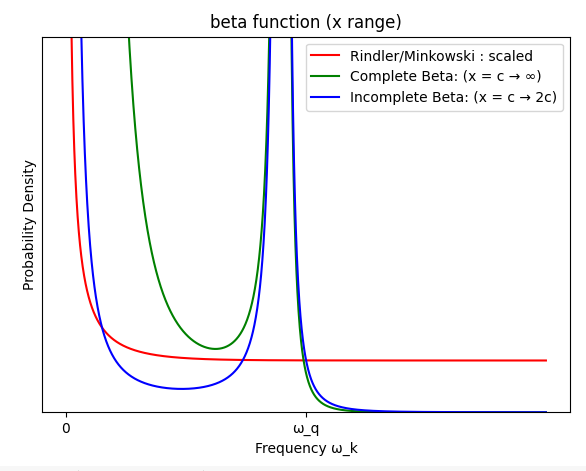 beta function (x range)
Rindler/Minkowski : scaled
Complete Beta: (x = c → ∞)
Incomplete Beta: (x = c → 2c)
Probability Density
0
ω_q
Frequency ω_k